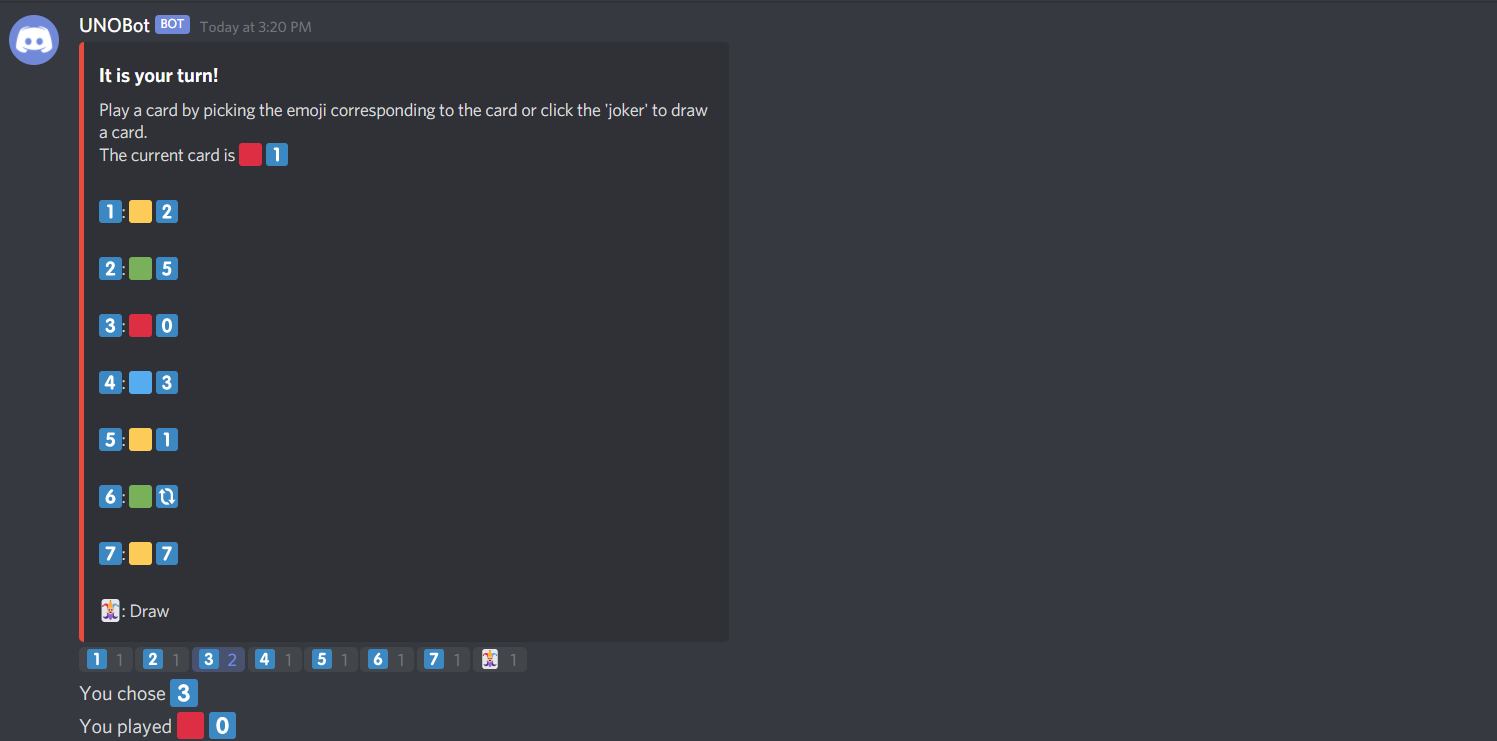 UNOBot BOT Today at 3:20 PM
It is your turn!
Play a card by picking the emoji corresponding to the card or click the 'joker' to draw
a card.
The current card is 🟥 1️⃣
1️⃣: 🟨 2️⃣
2️⃣: 🟩 5️⃣
3️⃣: 🟥 0️⃣
4️⃣: 🟦 3️⃣
5️⃣: 🟨 1️⃣
6️⃣: 🟩 🔃
7️⃣: 🟨 7️⃣
🃏: Draw
1️⃣ 1 2️⃣ 1 3️⃣ 2 4️⃣ 1 5️⃣ 1 6️⃣ 1 7️⃣ 1 🃏 1
You chose 3️⃣
You played 🟥 0️⃣